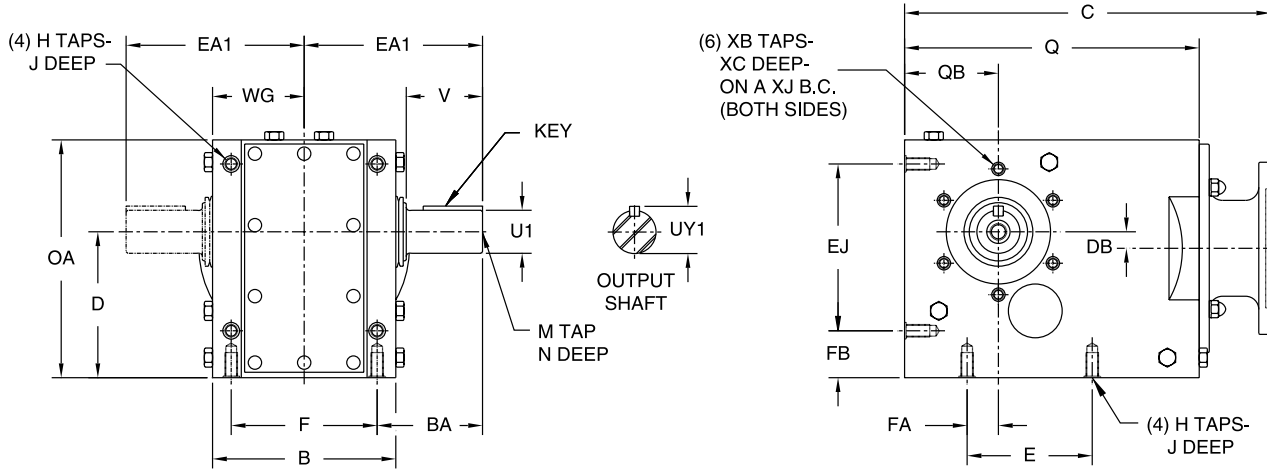 (4) H TAPS-
J DEEP
EA1
EA1
WG
V
KEY
OA
D
U1
M TAP
N DEEP
F
BA
B
UY1
OUTPUT
SHAFT
C
Q
(6) XB TAPS-
XC DEEP-
ON A XJ B.C.
(BOTH SIDES)
QB
EJ
DB
FB
FA
E
(4) H TAPS-
J DEEP